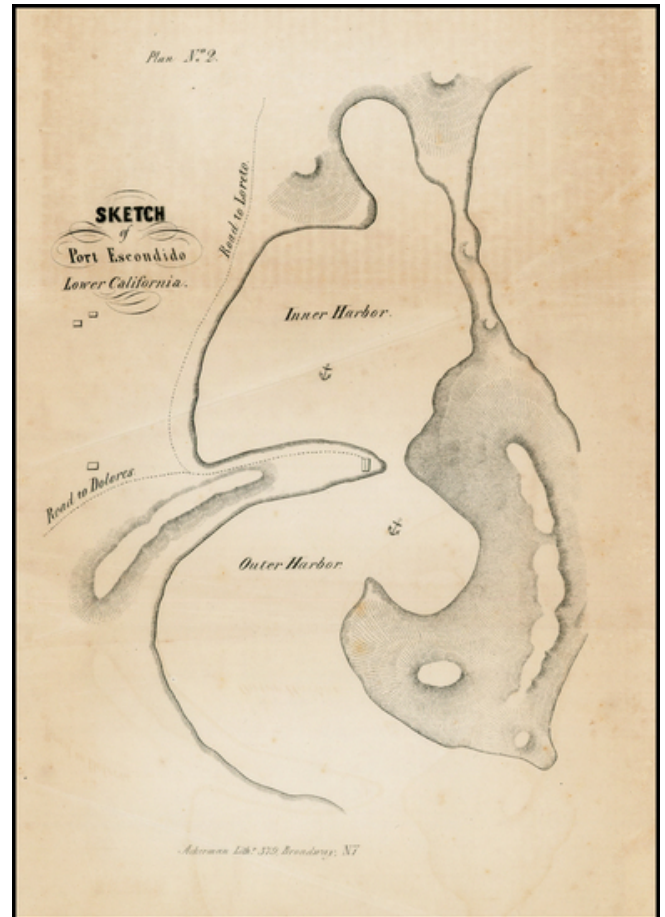 Plan Nº 2.
SKETCH
of
Port Escondido
Lower California.
Road to Loreto
Inner Harbor.
Road to Dolores
Outer Harbor.
Ackerman Lithr 379, Broadway, NY